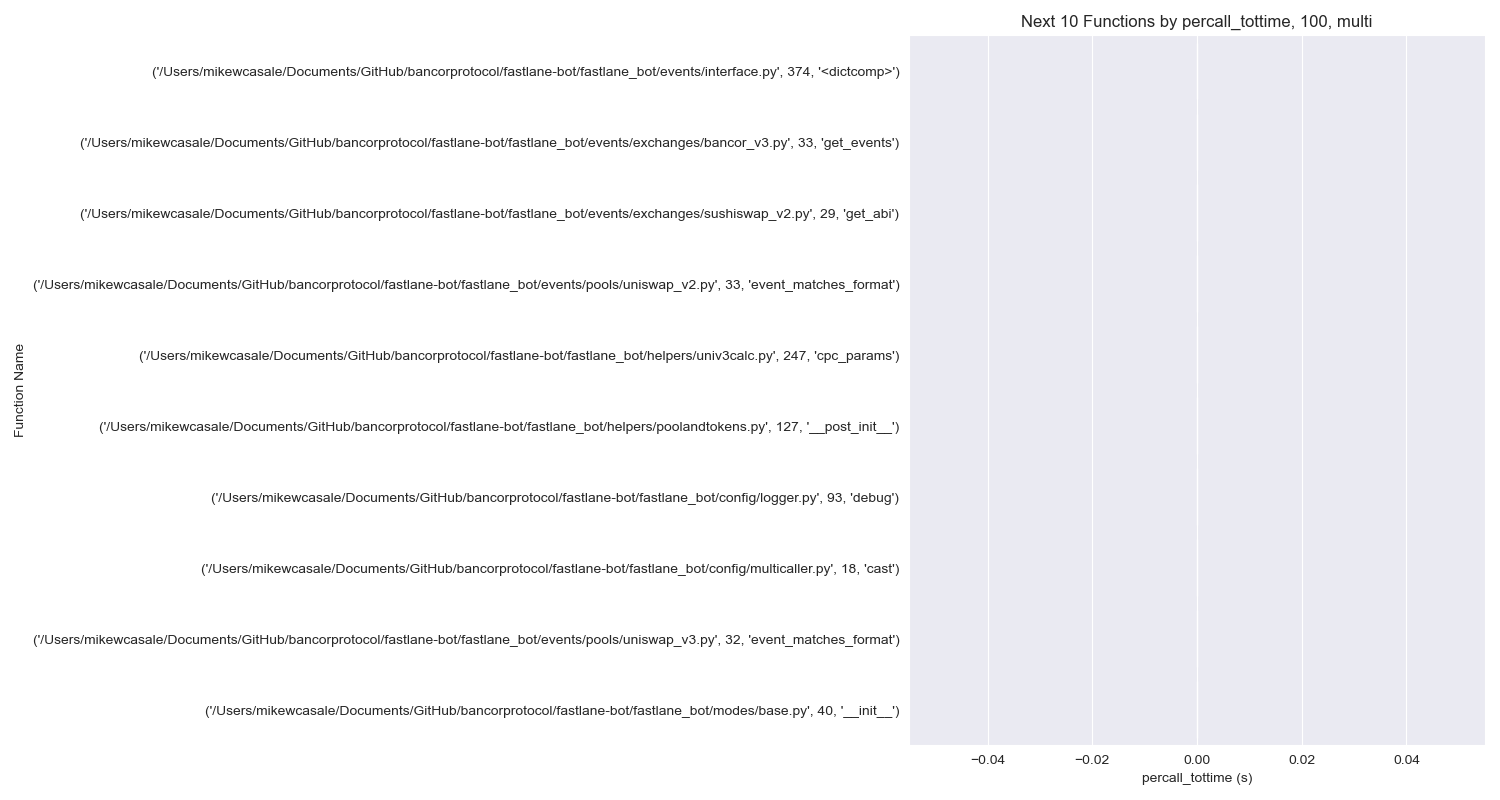 Next 10 Functions by percall_tottime, 100, multi
('/Users/mikewcasale/Documents/GitHub/bancorprotocol/fastlane-bot/fastlane_bot/events/interface.py', 374, '<dictcomp>')
('/Users/mikewcasale/Documents/GitHub/bancorprotocol/fastlane-bot/fastlane_bot/events/exchanges/bancor_v3.py', 33, 'get_events')
('/Users/mikewcasale/Documents/GitHub/bancorprotocol/fastlane-bot/fastlane_bot/events/exchanges/sushiswap_v2.py', 29, 'get_abi')
('/Users/mikewcasale/Documents/GitHub/bancorprotocol/fastlane-bot/fastlane_bot/events/pools/uniswap_v2.py', 33, 'event_matches_format')
('/Users/mikewcasale/Documents/GitHub/bancorprotocol/fastlane-bot/fastlane_bot/helpers/univ3calc.py', 247, 'cpc_params')
('/Users/mikewcasale/Documents/GitHub/bancorprotocol/fastlane-bot/fastlane_bot/helpers/poolandtokens.py', 127, '__post_init__')
('/Users/mikewcasale/Documents/GitHub/bancorprotocol/fastlane-bot/fastlane_bot/config/logger.py', 93, 'debug')
('/Users/mikewcasale/Documents/GitHub/bancorprotocol/fastlane-bot/fastlane_bot/config/multicaller.py', 18, 'cast')
('/Users/mikewcasale/Documents/GitHub/bancorprotocol/fastlane-bot/fastlane_bot/events/pools/uniswap_v3.py', 32, 'event_matches_format')
('/Users/mikewcasale/Documents/GitHub/bancorprotocol/fastlane-bot/fastlane_bot/modes/base.py', 40, '__init__')
Function Name
−0.04 −0.02 0.00 0.02 0.04
percall_tottime (s)